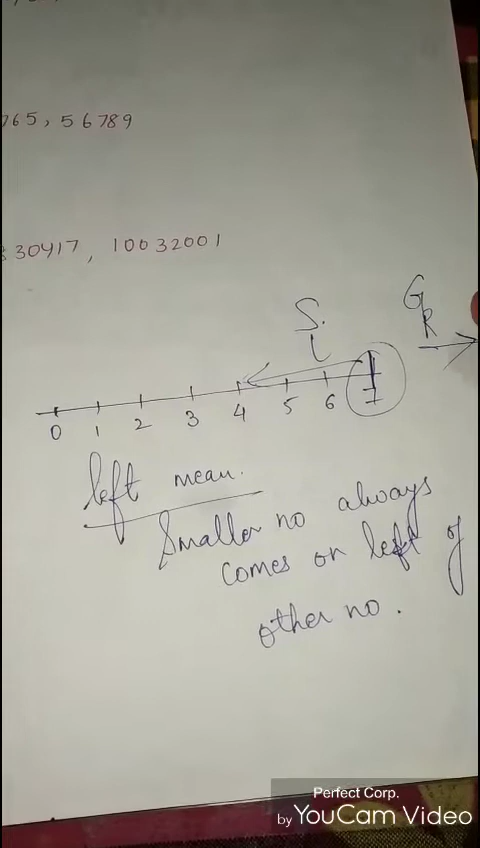 765, 56789
30417, 10032001
S. G
L R
0 1 2 3 4 5 6 7
left mean.
Smaller no always
comes on left of
other no.
Perfect Corp.
by YouCam Video